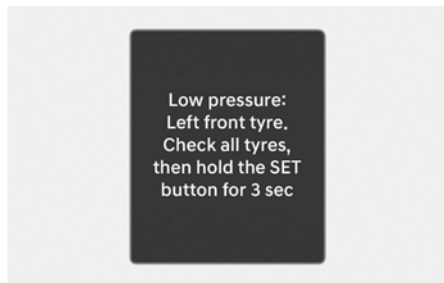 Low pressure:
Left front tyre.
Check all tyres,
then hold the SET
button for 3 sec